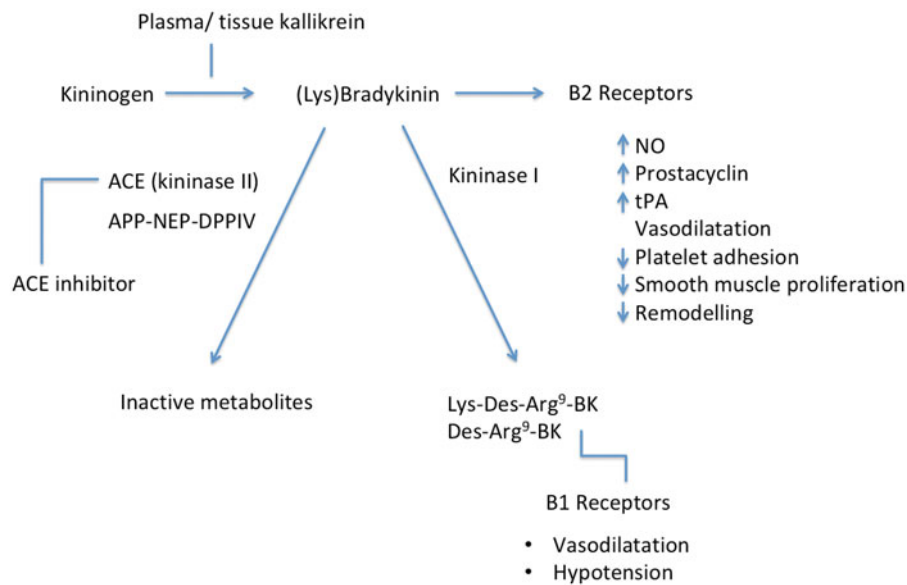 Plasma/ tissue kallikrein
Kininogen
(Lys)Bradykinin
B2 Receptors
NO
Prostacyclin
tPA
Vasodilatation
Platelet adhesion
Smooth muscle proliferation
Remodelling
Kininase I
ACE (kininase II)
APP-NEP-DPPIV
ACE inhibitor
Inactive metabolites
Lys-Des-Arg⁹-BK
Des-Arg⁹-BK
B1 Receptors
• Vasodilatation
• Hypotension